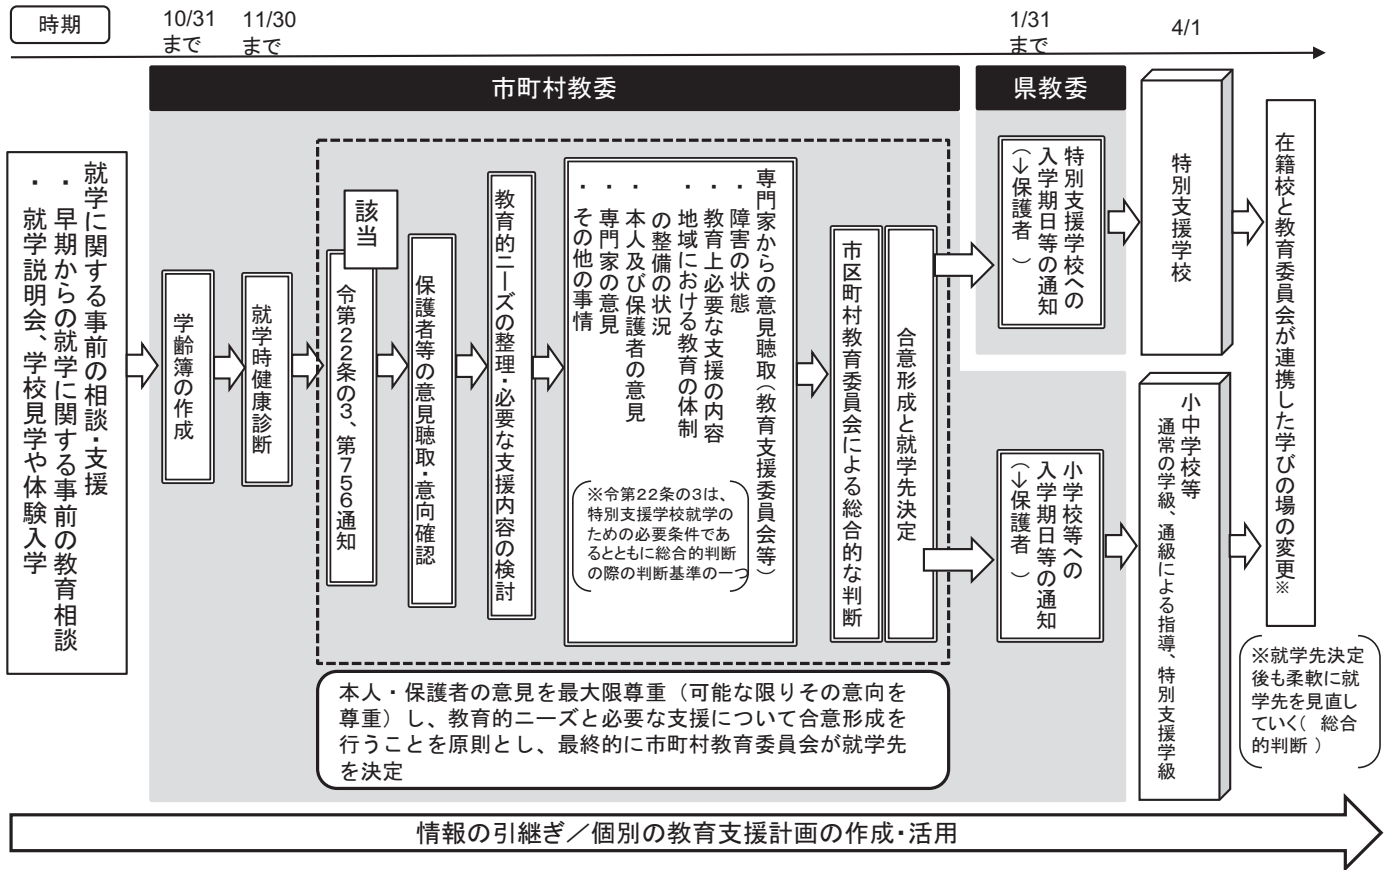 時期
10/31
まで
11/30
まで
1/31
まで
4/1
市町村教委
県教委
就学に関する事前の相談・支援
・早期からの就学に関する事前の教育相談
・就学説明会、学校見学や体験入学
学齢簿の作成
就学時健康診断
該当
令第22条の3、第756通知
保護者等の意見聴取・意向確認
教育的ニーズの整理・必要な支援内容の検討
専門家からの意見聴取(教育支援委員会等)
・障害の状態
・教育上必要な支援の内容
・地域における教育の体制
の整備の状況
・本人及び保護者の意見
・専門家の意見
・その他の事情
※令第22条の3は、
特別支援学校就学の
ための必要条件であ
るとともに総合的判断
の際の判断基準の一つ
市区町村教育委員会による総合的な判断
合意形成と就学先決定
特別支援学校への
入学期日等の通知
(↓保護者 )
小学校等への
入学期日等の通知
(↓保護者 )
特別支援学校
小中学校等
通常の学級、通級による指導、特別支援学級
在籍校と教育委員会が連携した学びの場の変更※
※就学先決定
後も柔軟に就
学先を見直し
ていく( 総合
的判断 )
本人・保護者の意見を最大限尊重(可能な限りその意向を
尊重)し、教育的ニーズと必要な支援について合意形成を
行うことを原則とし、最終的に市町村教育委員会が就学先
を決定
情報の引継ぎ/個別の教育支援計画の作成・活用